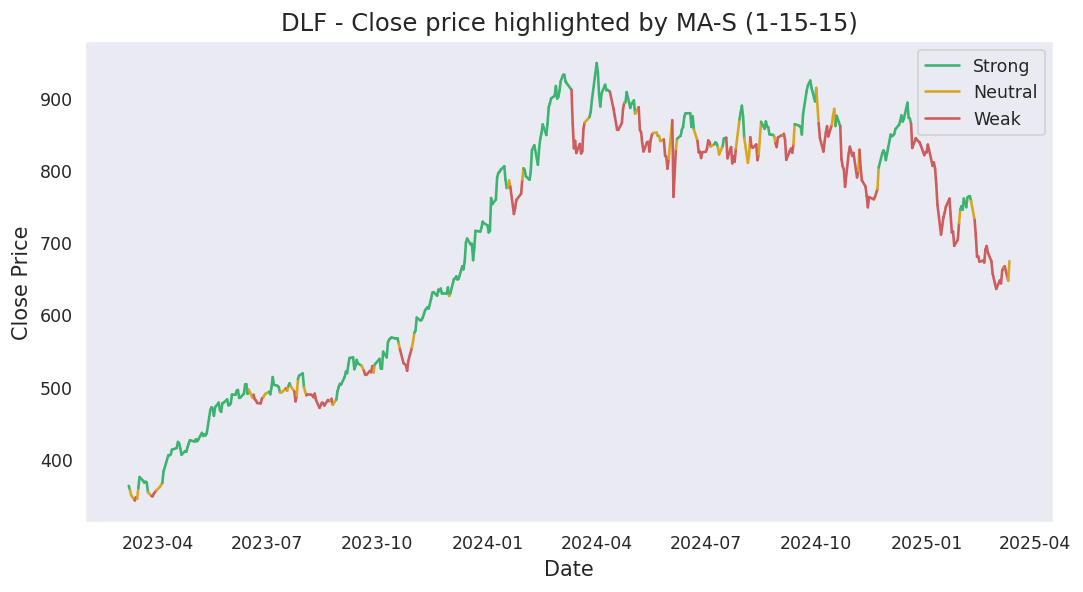 DLF - Close price highlighted by MA-S (1-15-15)
Strong
Neutral
Weak
Close Price
900
800
700
600
500
400
2023-04 2023-07 2023-10 2024-01 2024-04 2024-07 2024-10 2025-01 2025-04
Date